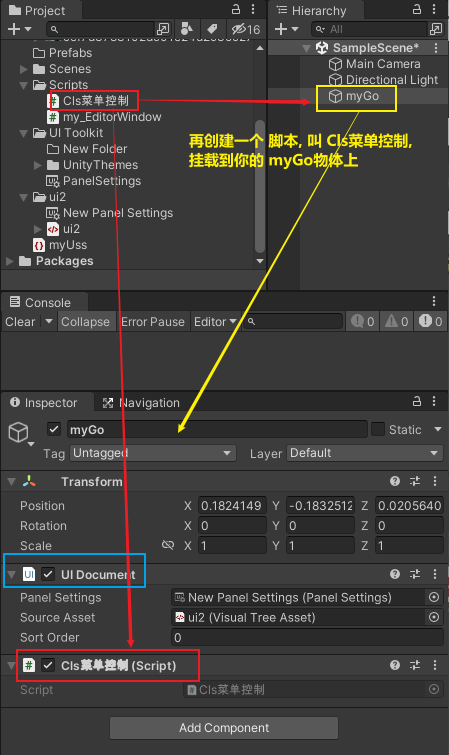 Project
16
Prefabs
Scenes
Scripts
Cls菜单控制
my_EditorWindow
UI Toolkit
New Folder
UnityThemes
PanelSettings
ui2
New Panel Settings
ui2
myUss
Packages
Hierarchy
All
SampleScene*
Main Camera
Directional Light
myGo
再创建一个 脚本, 叫 Cls菜单控制,
挂载到你的 myGo物体上
Console
Clear Collapse Error Pause Editor 0 0 0
Inspector Navigation
myGo Static
Tag Untagged Layer Default
Transform
Position X 0.1824149 Y -0.1832512 Z 0.0205640
Rotation X 0 Y 0 Z 0
Scale X 1 Y 1 Z 1
UI UI Document
Panel Settings New Panel Settings (Panel Settings)
Source Asset ui2 (Visual Tree Asset)
Sort Order 0
# Cls菜单控制 (Script)
Script Cls菜单控制
Add Component